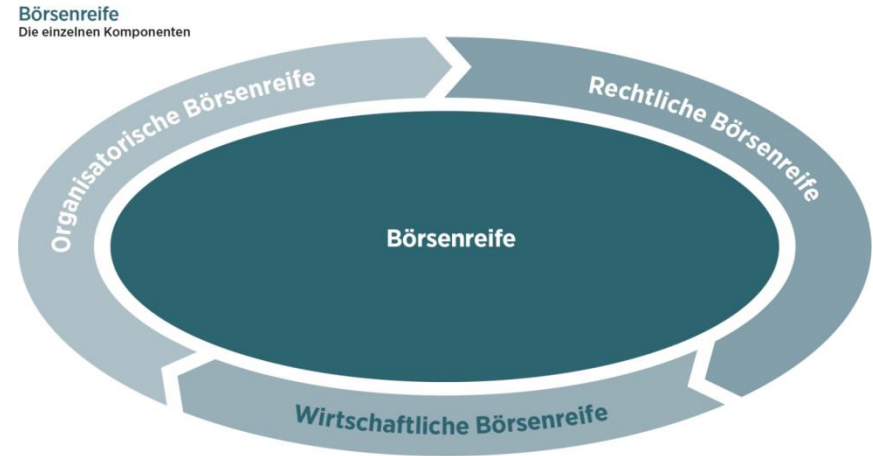 Börsenreife
Die einzelnen Komponenten
Organisatorische Börsenreife
Rechtliche Börsenreife
Börsenreife
Wirtschaftliche Börsenreife